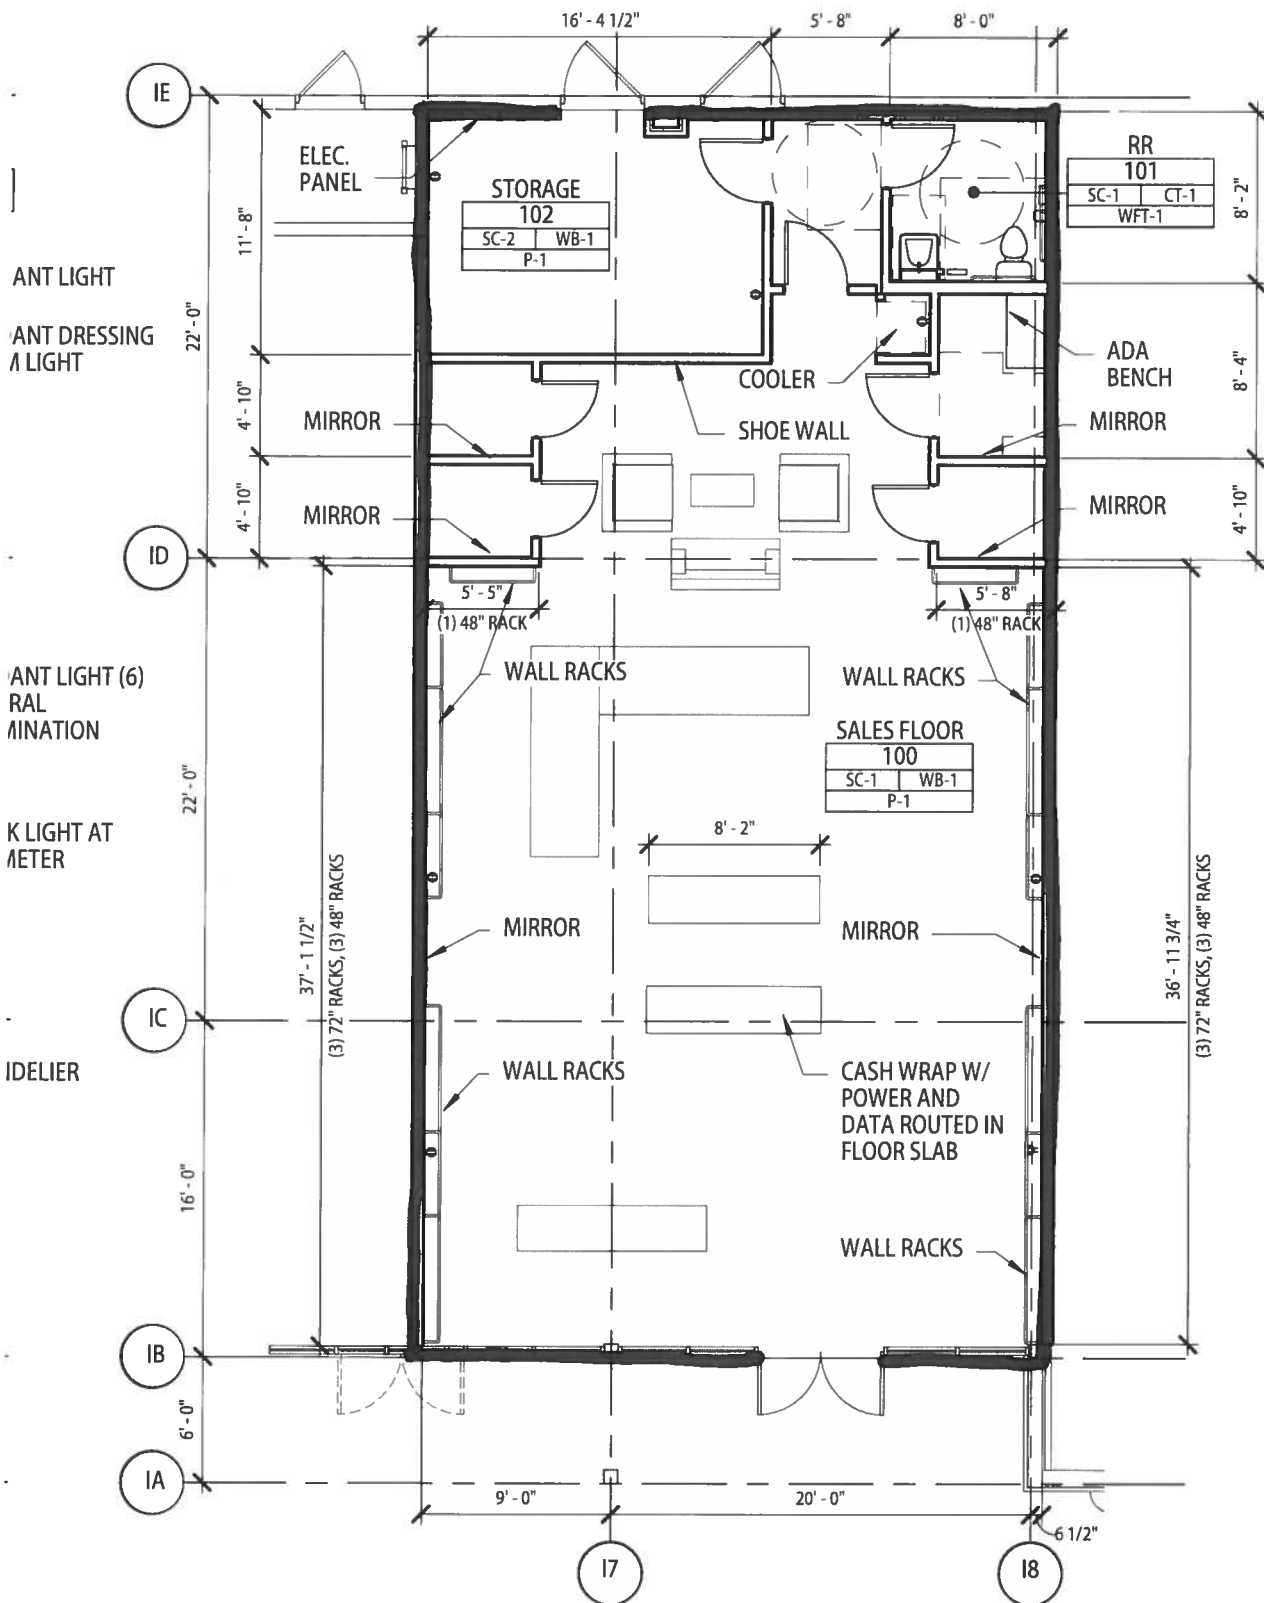 16' - 4 1/2"
5' - 8"
8' - 0"
IE
ELEC.
PANEL
STORAGE
102
SC-2 WB-1
P-1
RR
101
SC-1 CT-1
WFT-1
8' - 2"
11' - 8"
22' - 0"
ANT LIGHT
ANT DRESSING
LIGHT
COOLER
ADA
BENCH
8' - 4"
4' - 10"
MIRROR
SHOE WALL
MIRROR
4' - 10"
MIRROR
MIRROR
4' - 10"
ID
5' - 5"
(1) 48" RACK
5' - 8"
(1) 48" RACK
WALL RACKS
WALL RACKS
ANT LIGHT (6)
RAL
MINATION
SALES FLOOR
100
SC-1 WB-1
P-1
22' - 0"
8' - 2"
K LIGHT AT
METER
37' - 1 1/2"
(3) 72" RACKS, (3) 48" RACKS
MIRROR
MIRROR
36' - 11 3/4"
(3) 72" RACKS, (3) 48" RACKS
IC
IDELIER
WALL RACKS
CASH WRAP W/
POWER AND
DATA ROUTED IN
FLOOR SLAB
16' - 0"
WALL RACKS
IB
6' - 0"
IA
9' - 0"
20' - 0"
6 1/2"
I7
I8